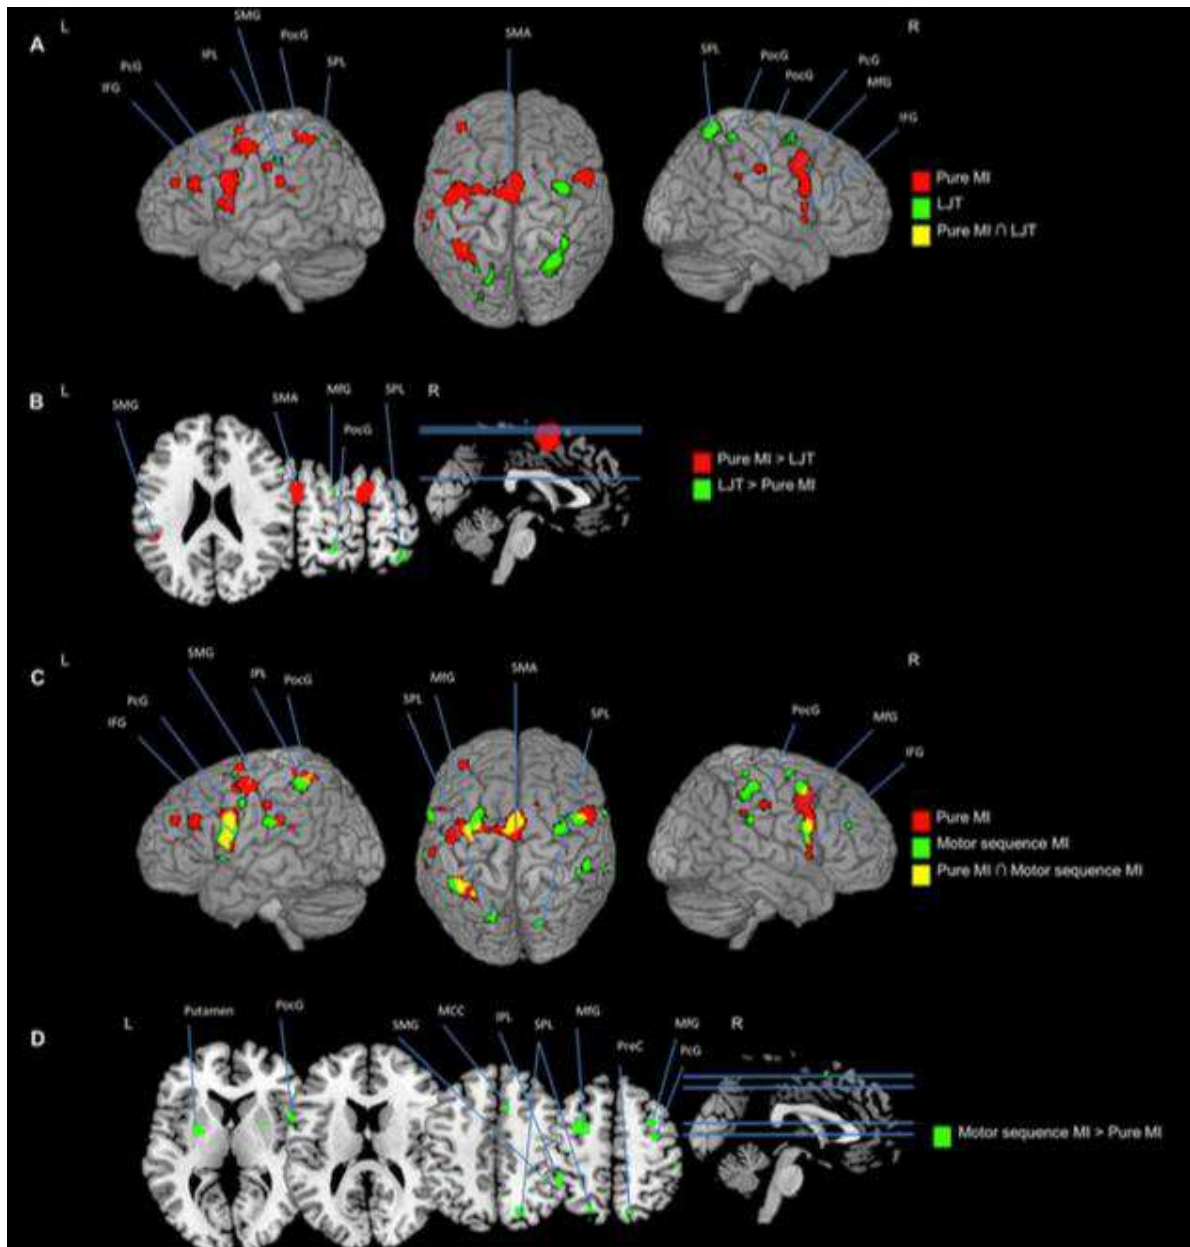 A
L
SMG
PocG
IPL
SPL
PcG
IFG
SMA
R
SPL
PocG
PocG
PcG
MfG
IFG
Pure MI
LJT
Pure MI ∩ LJT
B
L
SMG
SMA
MfG
SPL
PocG
R
Pure MI > LJT
LJT > Pure MI
C
L
SMG
IPL
PocG
PcG
IFG
MfG
SPL
SMA
SPL
R
PocG
MfG
IFG
Pure MI
Motor sequence MI
Pure MI ∩ Motor sequence MI
D
L
Putamen
PocG
SMG
MCC
IPL
SPL
MfG
PreC
MfG
PcG
R
Motor sequence MI > Pure MI